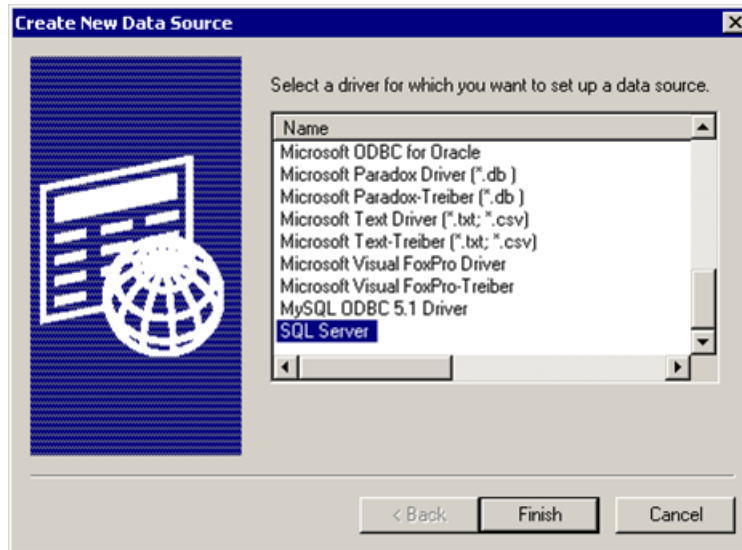 Create New Data Source
Select a driver for which you want to set up a data source.
Name
Microsoft ODBC for Oracle
Microsoft Paradox Driver (*.db )
Microsoft Paradox-Treiber (*.db )
Microsoft Text Driver (*.txt; *.csv)
Microsoft Text-Treiber (*.txt; *.csv)
Microsoft Visual FoxPro Driver
Microsoft Visual FoxPro-Treiber
MySQL ODBC 5.1 Driver
SQL Server
< Back Finish Cancel